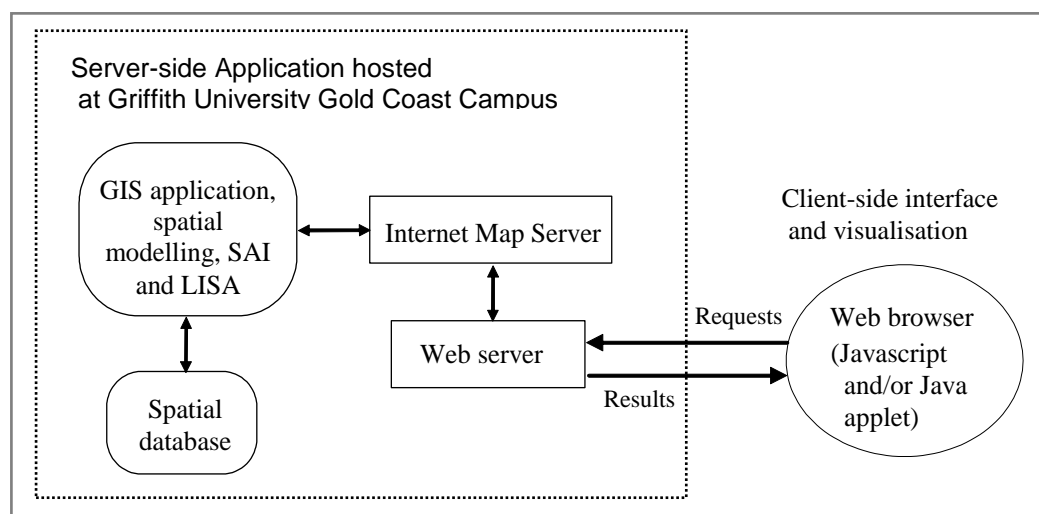 Server-side Application hosted
at Griffith University Gold Coast Campus
GIS application,
spatial
modelling, SAI
and LISA
Internet Map Server
Client-side interface
and visualisation
Requests
Web browser
(Javascript
and/or Java
applet)
Web server
Results
Spatial
database